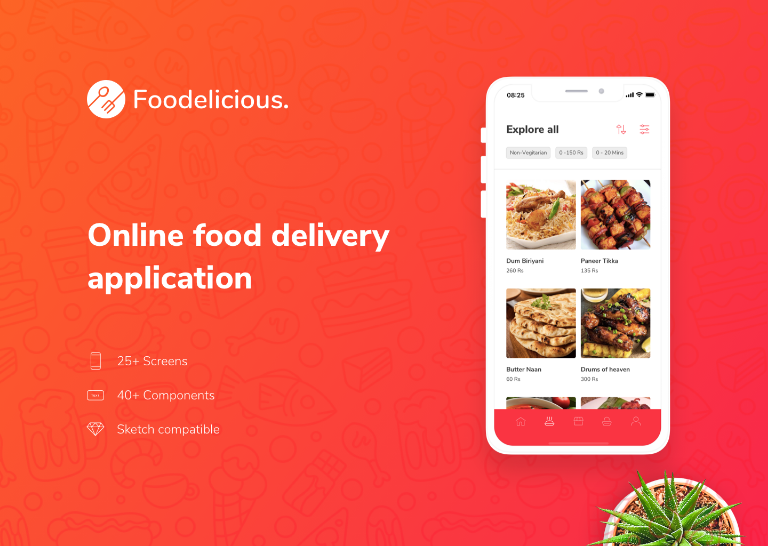 Foodelicious.
Online food delivery
application
25+ Screens
40+ Components
Sketch compatible
08:25
Explore all
Non-Vegitarian
0 -150 Rs
0 - 20 Mins
Dum Biriyani
260 Rs
Paneer Tikka
135 Rs
Butter Naan
60 Rs
Drums of heaven
300 Rs